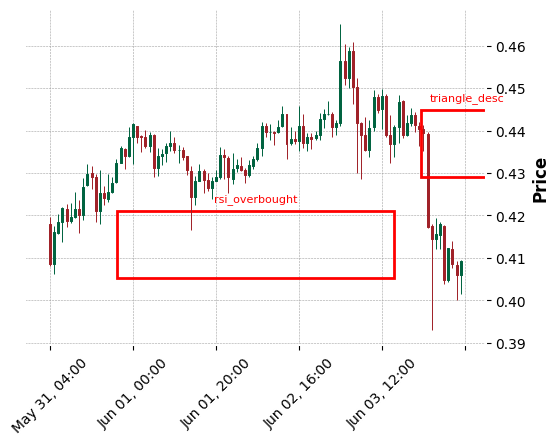 0.46
0.45
triangle_desc
0.44
0.43
rsi_overbought
0.42
0.41
0.40
0.39
Price
May 31, 04:00
Jun 01, 00:00
Jun 01, 20:00
Jun 02, 16:00
Jun 03, 12:00